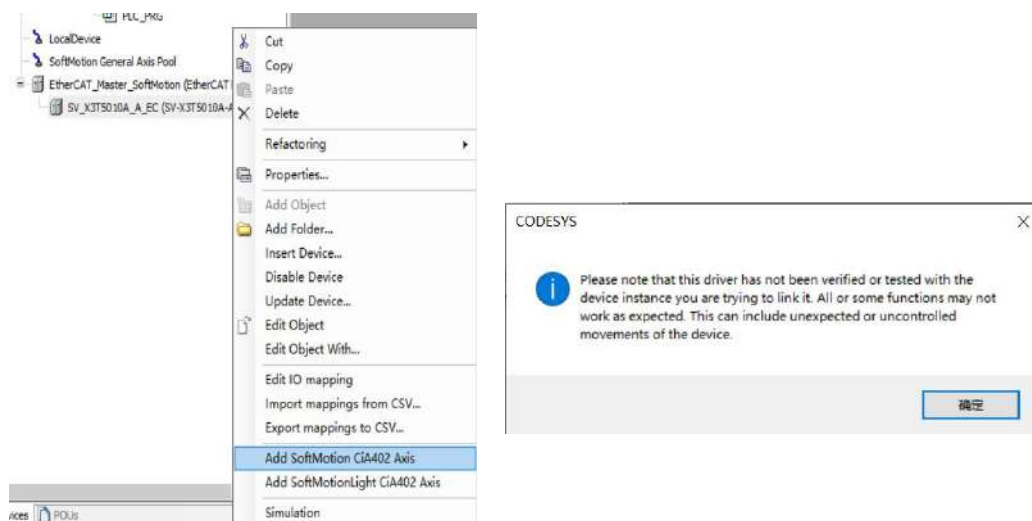 PLC_PRG
LocalDevice
SoftMotion General Axis Pool
EtherCAT_Master_SoftMotion (EtherCAT
SV_X3T5010A_A_EC (SV-X3T5010A-A
Cut
Copy
Paste
Delete
Refactoring
Properties...
Add Object
Add Folder...
Insert Device...
Disable Device
Update Device...
Edit Object
Edit Object With...
Edit IO mapping
Import mappings from CSV...
Export mappings to CSV...
Add SoftMotion CiA402 Axis
Add SoftMotionLight CiA402 Axis
Simulation
vices
POUs
CODESYS
Please note that this driver has not been verified or tested with the
device instance you are trying to link it. All or some functions may not
work as expected. This can include unexpected or uncontrolled
movements of the device.
确定